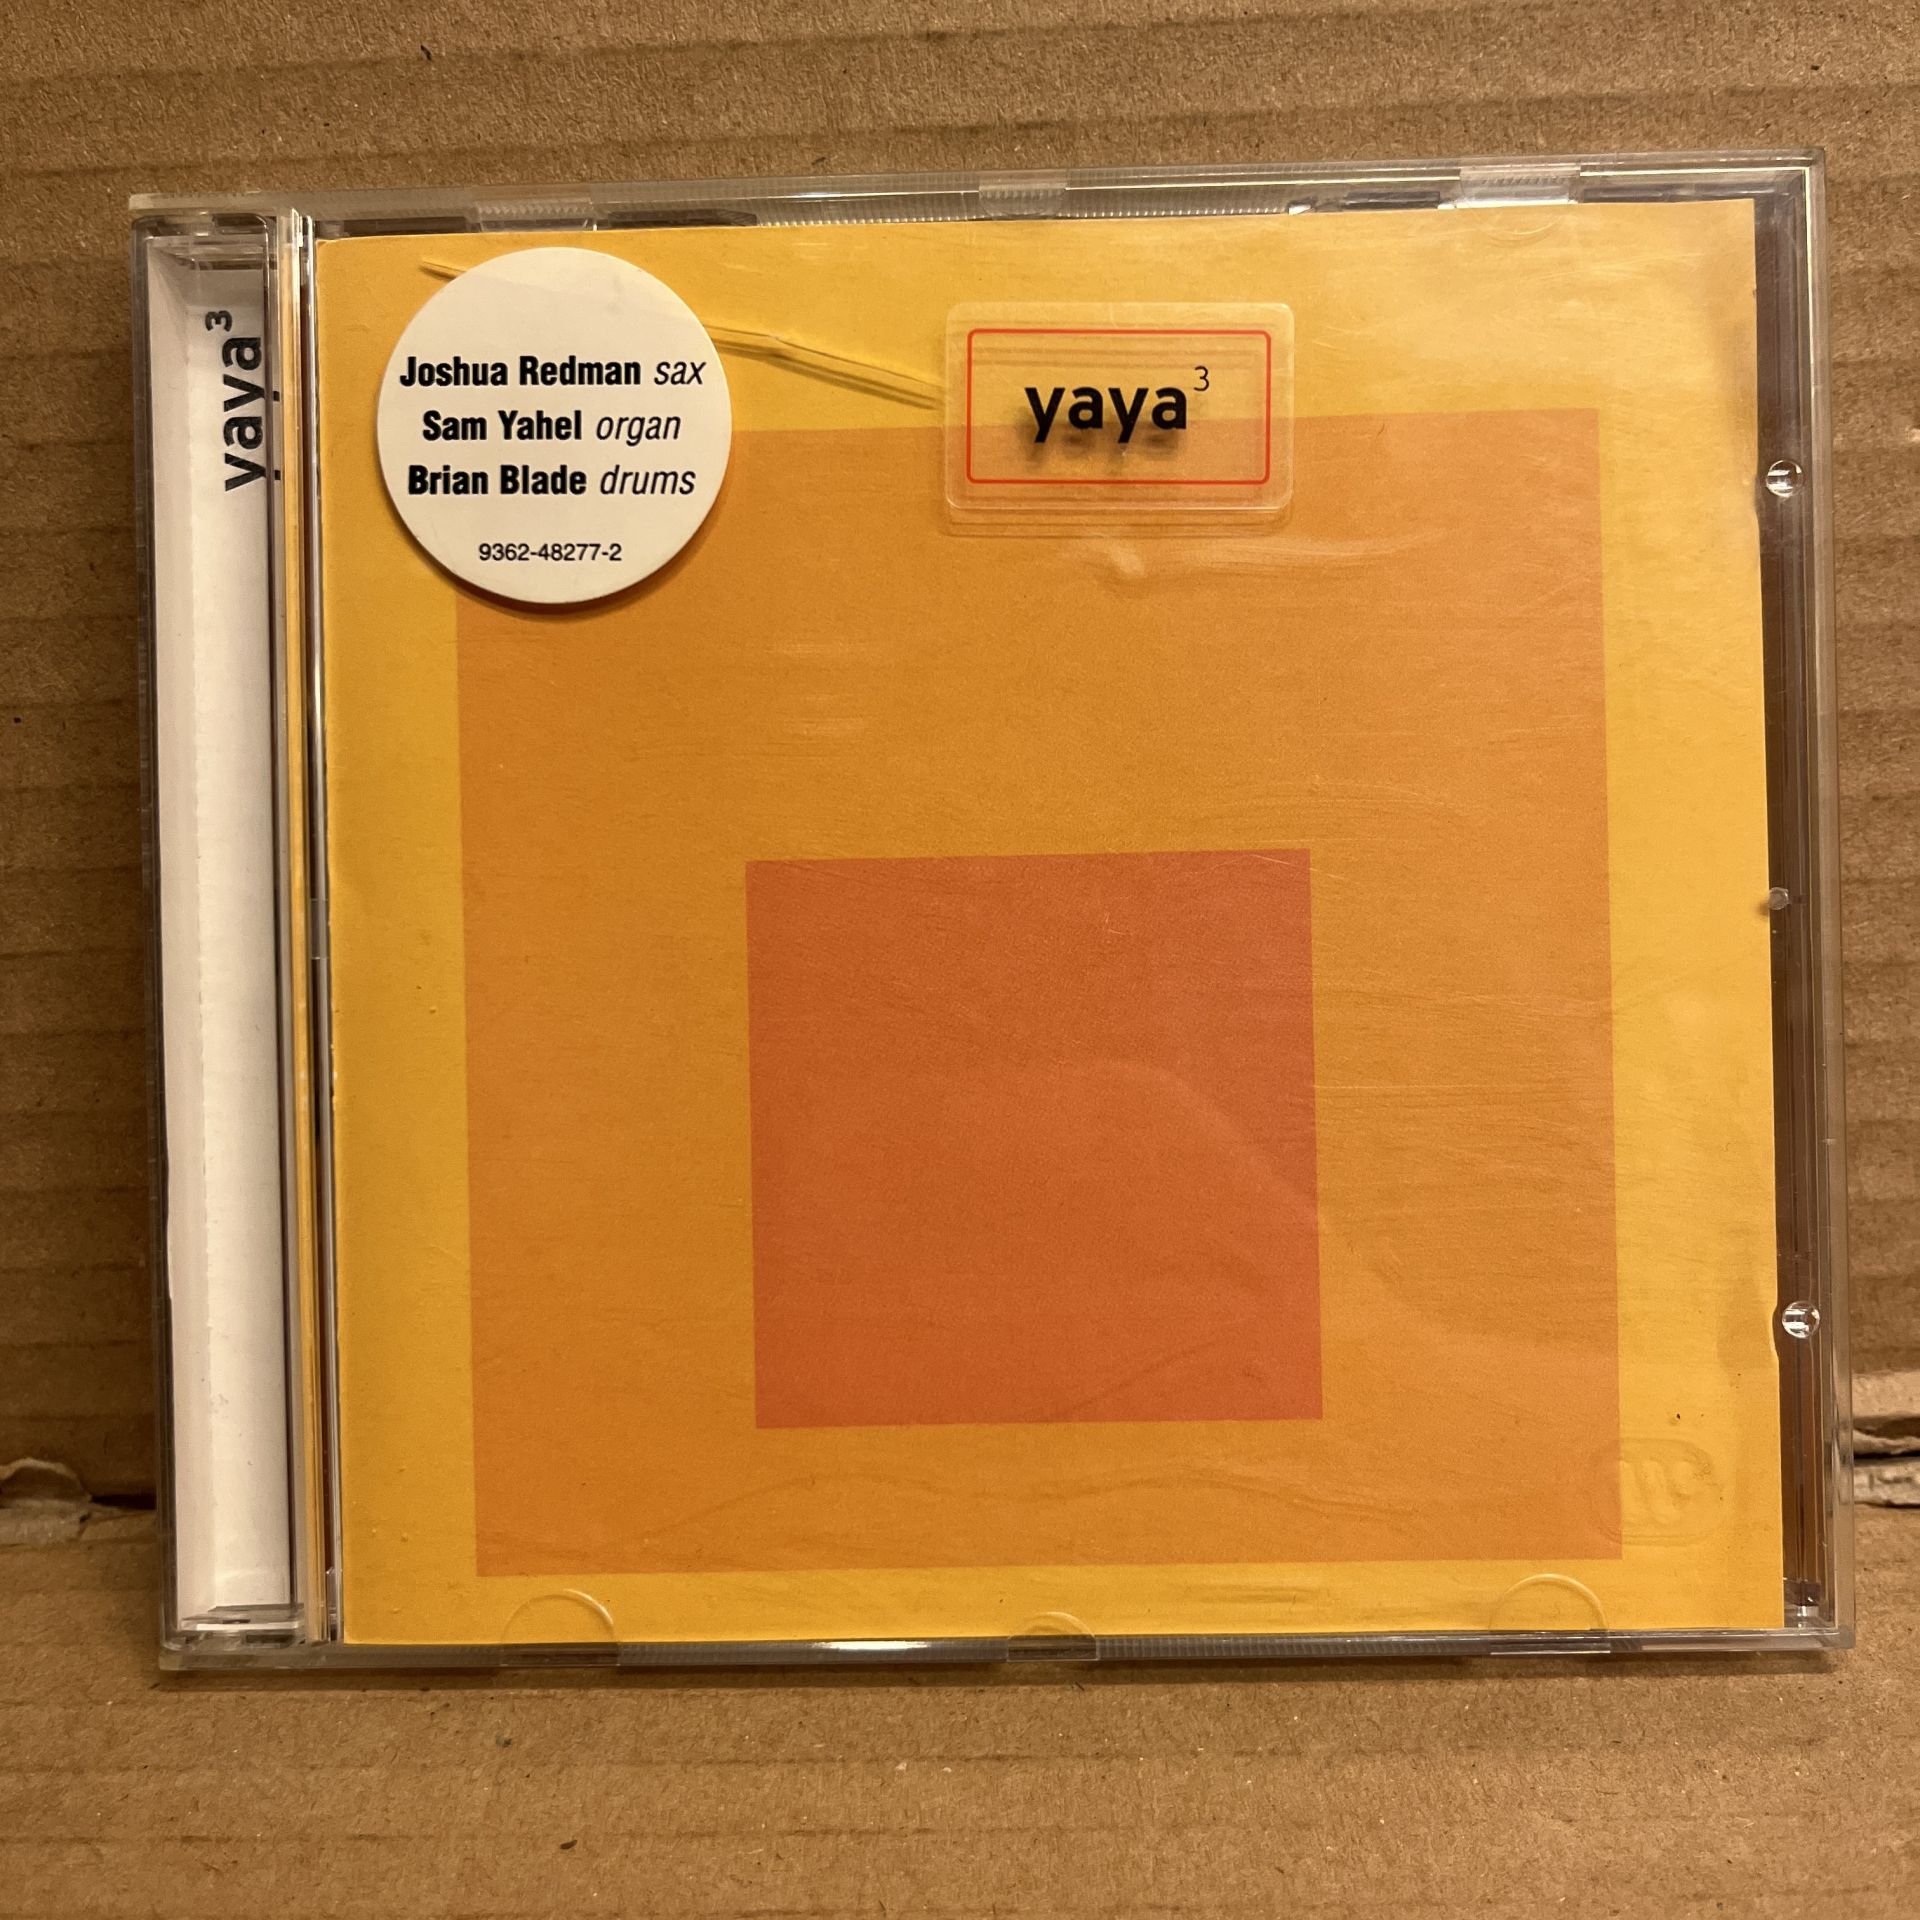 yaya³
Joshua Redman sax
Sam Yahel organ
Brian Blade drums
9362-48277-2
yaya³